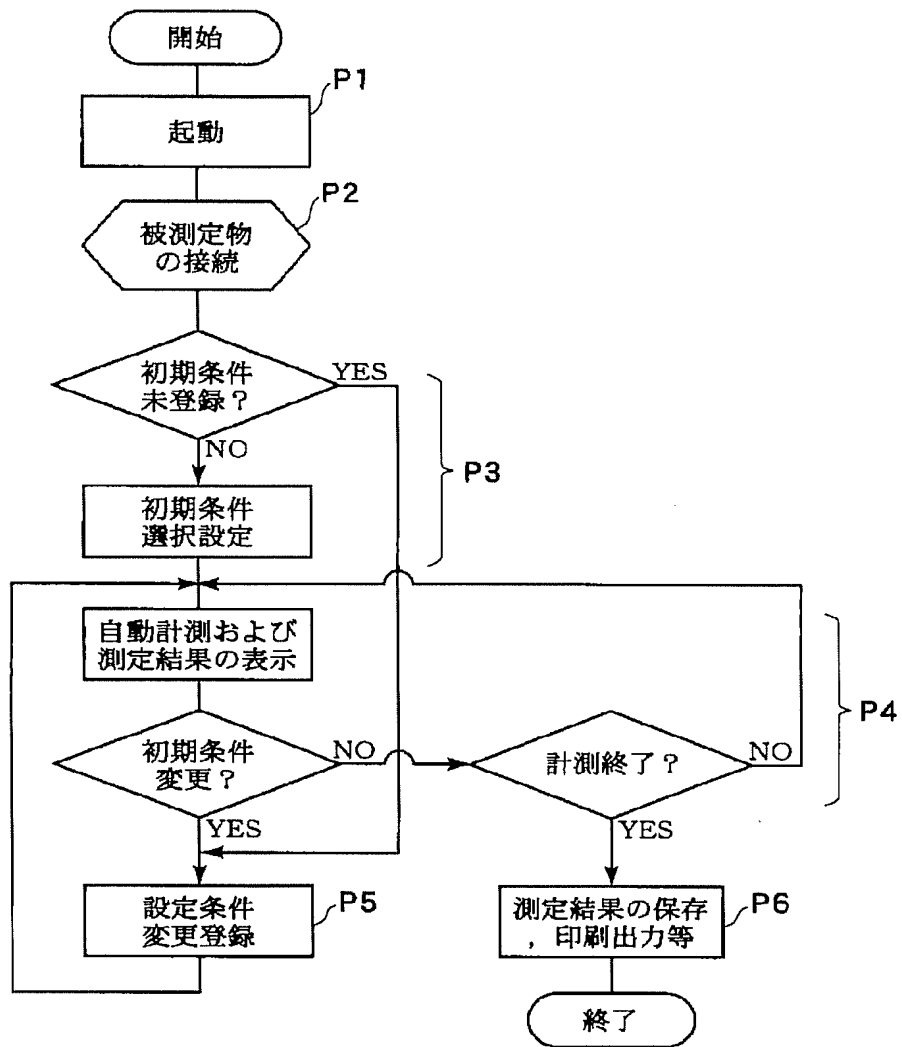 開始
P1
起動
P2
被測定物
の接続
初期条件
未登録？
YES
NO
P3
初期条件
選択設定
自動計測および
測定結果の表示
P4
初期条件
変更？
NO
計測終了？
NO
YES
YES
設定条件
変更登録
P5
測定結果の保存
，印刷出力等
P6
終了